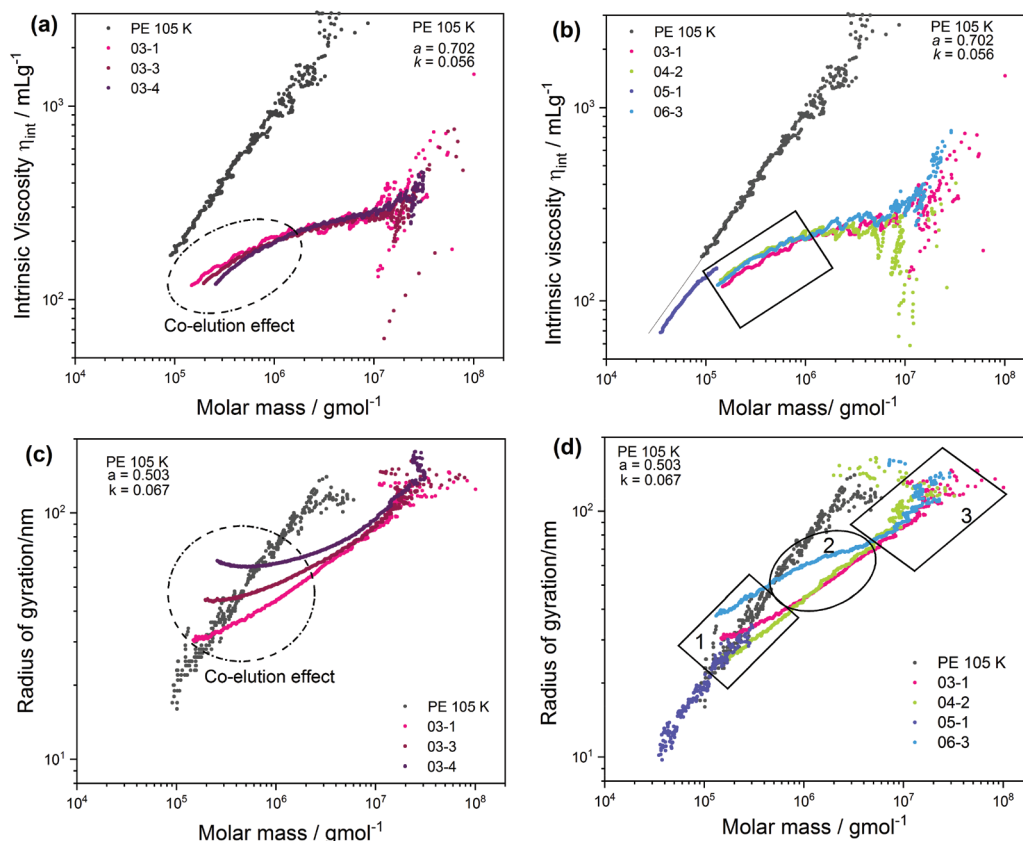 (a)
PE 105 K
03-1
03-3
03-4
PE 105 K
a = 0.702
k = 0.056
10³
10²
Intrinsic Viscosity ηint / mLg⁻¹
Co-elution effect
10⁴ 10⁵ 10⁶ 10⁷ 10⁸
Molar mass / gmol⁻¹
(b)
PE 105 K
03-1
04-2
05-1
06-3
PE 105 K
a = 0.702
k = 0.056
10³
10²
Intrinsic viscosity ηint / mLg⁻¹
10⁴ 10⁵ 10⁶ 10⁷ 10⁸
Molar mass/ gmol⁻¹
(c)
PE 105 K
a = 0.503
k = 0.067
10²
10¹
Radius of gyration/nm
Co-elution effect
PE 105 K
03-1
03-3
03-4
10⁴ 10⁵ 10⁶ 10⁷ 10⁸
Molar mass / gmol⁻¹
(d)
PE 105 K
a = 0.503
k = 0.067
10²
10¹
Radius of gyration/nm
1
2
3
PE 105 K
03-1
04-2
05-1
06-3
10⁴ 10⁵ 10⁶ 10⁷ 10⁸
Molar mass / gmol⁻¹